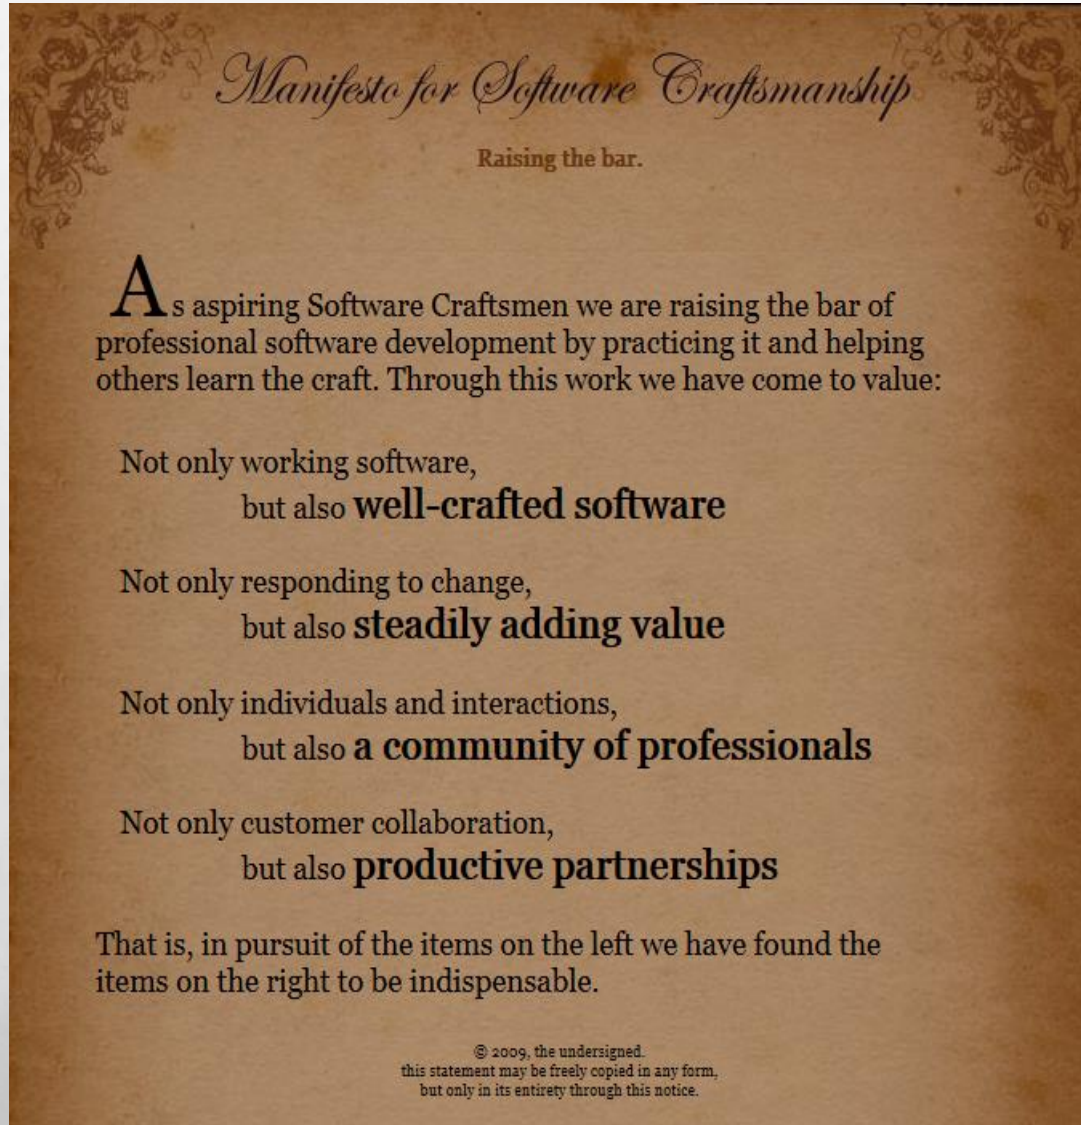 Manifesto for Software Craftsmanship
Raising the bar.
As aspiring Software Craftsmen we are raising the bar of
professional software development by practicing it and helping
others learn the craft. Through this work we have come to value:
Not only working software,
but also well-crafted software
Not only responding to change,
but also steadily adding value
Not only individuals and interactions,
but also a community of professionals
Not only customer collaboration,
but also productive partnerships
That is, in pursuit of the items on the left we have found the
items on the right to be indispensable.
© 2009, the undersigned.
this statement may be freely copied in any form,
but only in its entirety through this notice.